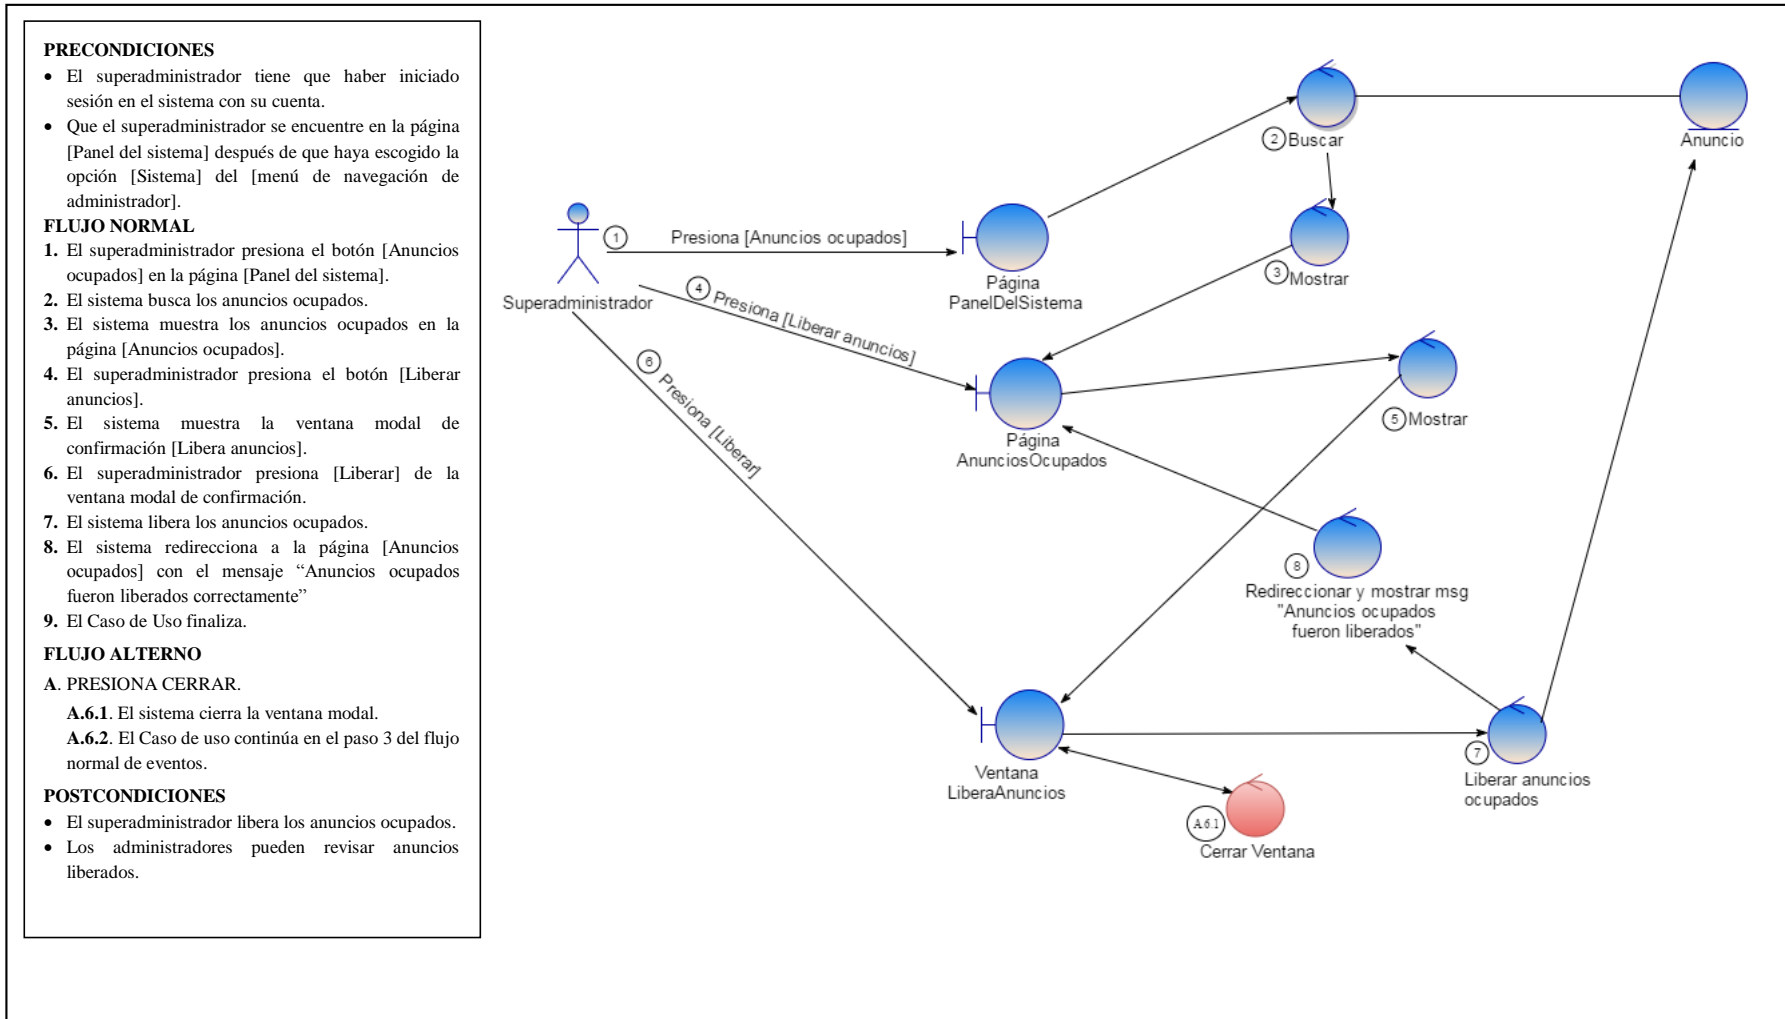 PRECONDICIONES
• El superadministrador tiene que haber iniciado
sesión en el sistema con su cuenta.
• Que el superadministrador se encuentre en la página
[Panel del sistema] después de que haya escogido la
opción [Sistema] del [menú de navegación de
administrador].
FLUJO NORMAL
1. El superadministrador presiona el botón [Anuncios
ocupados] en la página [Panel del sistema].
2. El sistema busca los anuncios ocupados.
3. El sistema muestra los anuncios ocupados en la
página [Anuncios ocupados].
4. El superadministrador presiona el botón [Liberar
anuncios].
5. El sistema muestra la ventana modal de
confirmación [Libera anuncios].
6. El superadministrador presiona [Liberar] de la
ventana modal de confirmación.
7. El sistema libera los anuncios ocupados.
8. El sistema redirecciona a la página [Anuncios
ocupados] con el mensaje “Anuncios ocupados
fueron liberados correctamente”
9. El Caso de Uso finaliza.
FLUJO ALTERNO
A. PRESIONA CERRAR.
A.6.1. El sistema cierra la ventana modal.
A.6.2. El Caso de uso continúa en el paso 3 del flujo
normal de eventos.
POSTCONDICIONES
• El superadministrador libera los anuncios ocupados.
• Los administradores pueden revisar anuncios
liberados.
Superadministrador
1 Presiona [Anuncios ocupados]
Página
PanelDelSistema
2 Buscar
Anuncio
3 Mostrar
4 Presiona [Liberar anuncios]
Página
AnunciosOcupados
5 Mostrar
6 Presiona [Liberar]
8
Redireccionar y mostrar msg
"Anuncios ocupados
fueron liberados"
Ventana
LiberaAnuncios
7
Liberar anuncios
ocupados
A.6.1
Cerrar Ventana